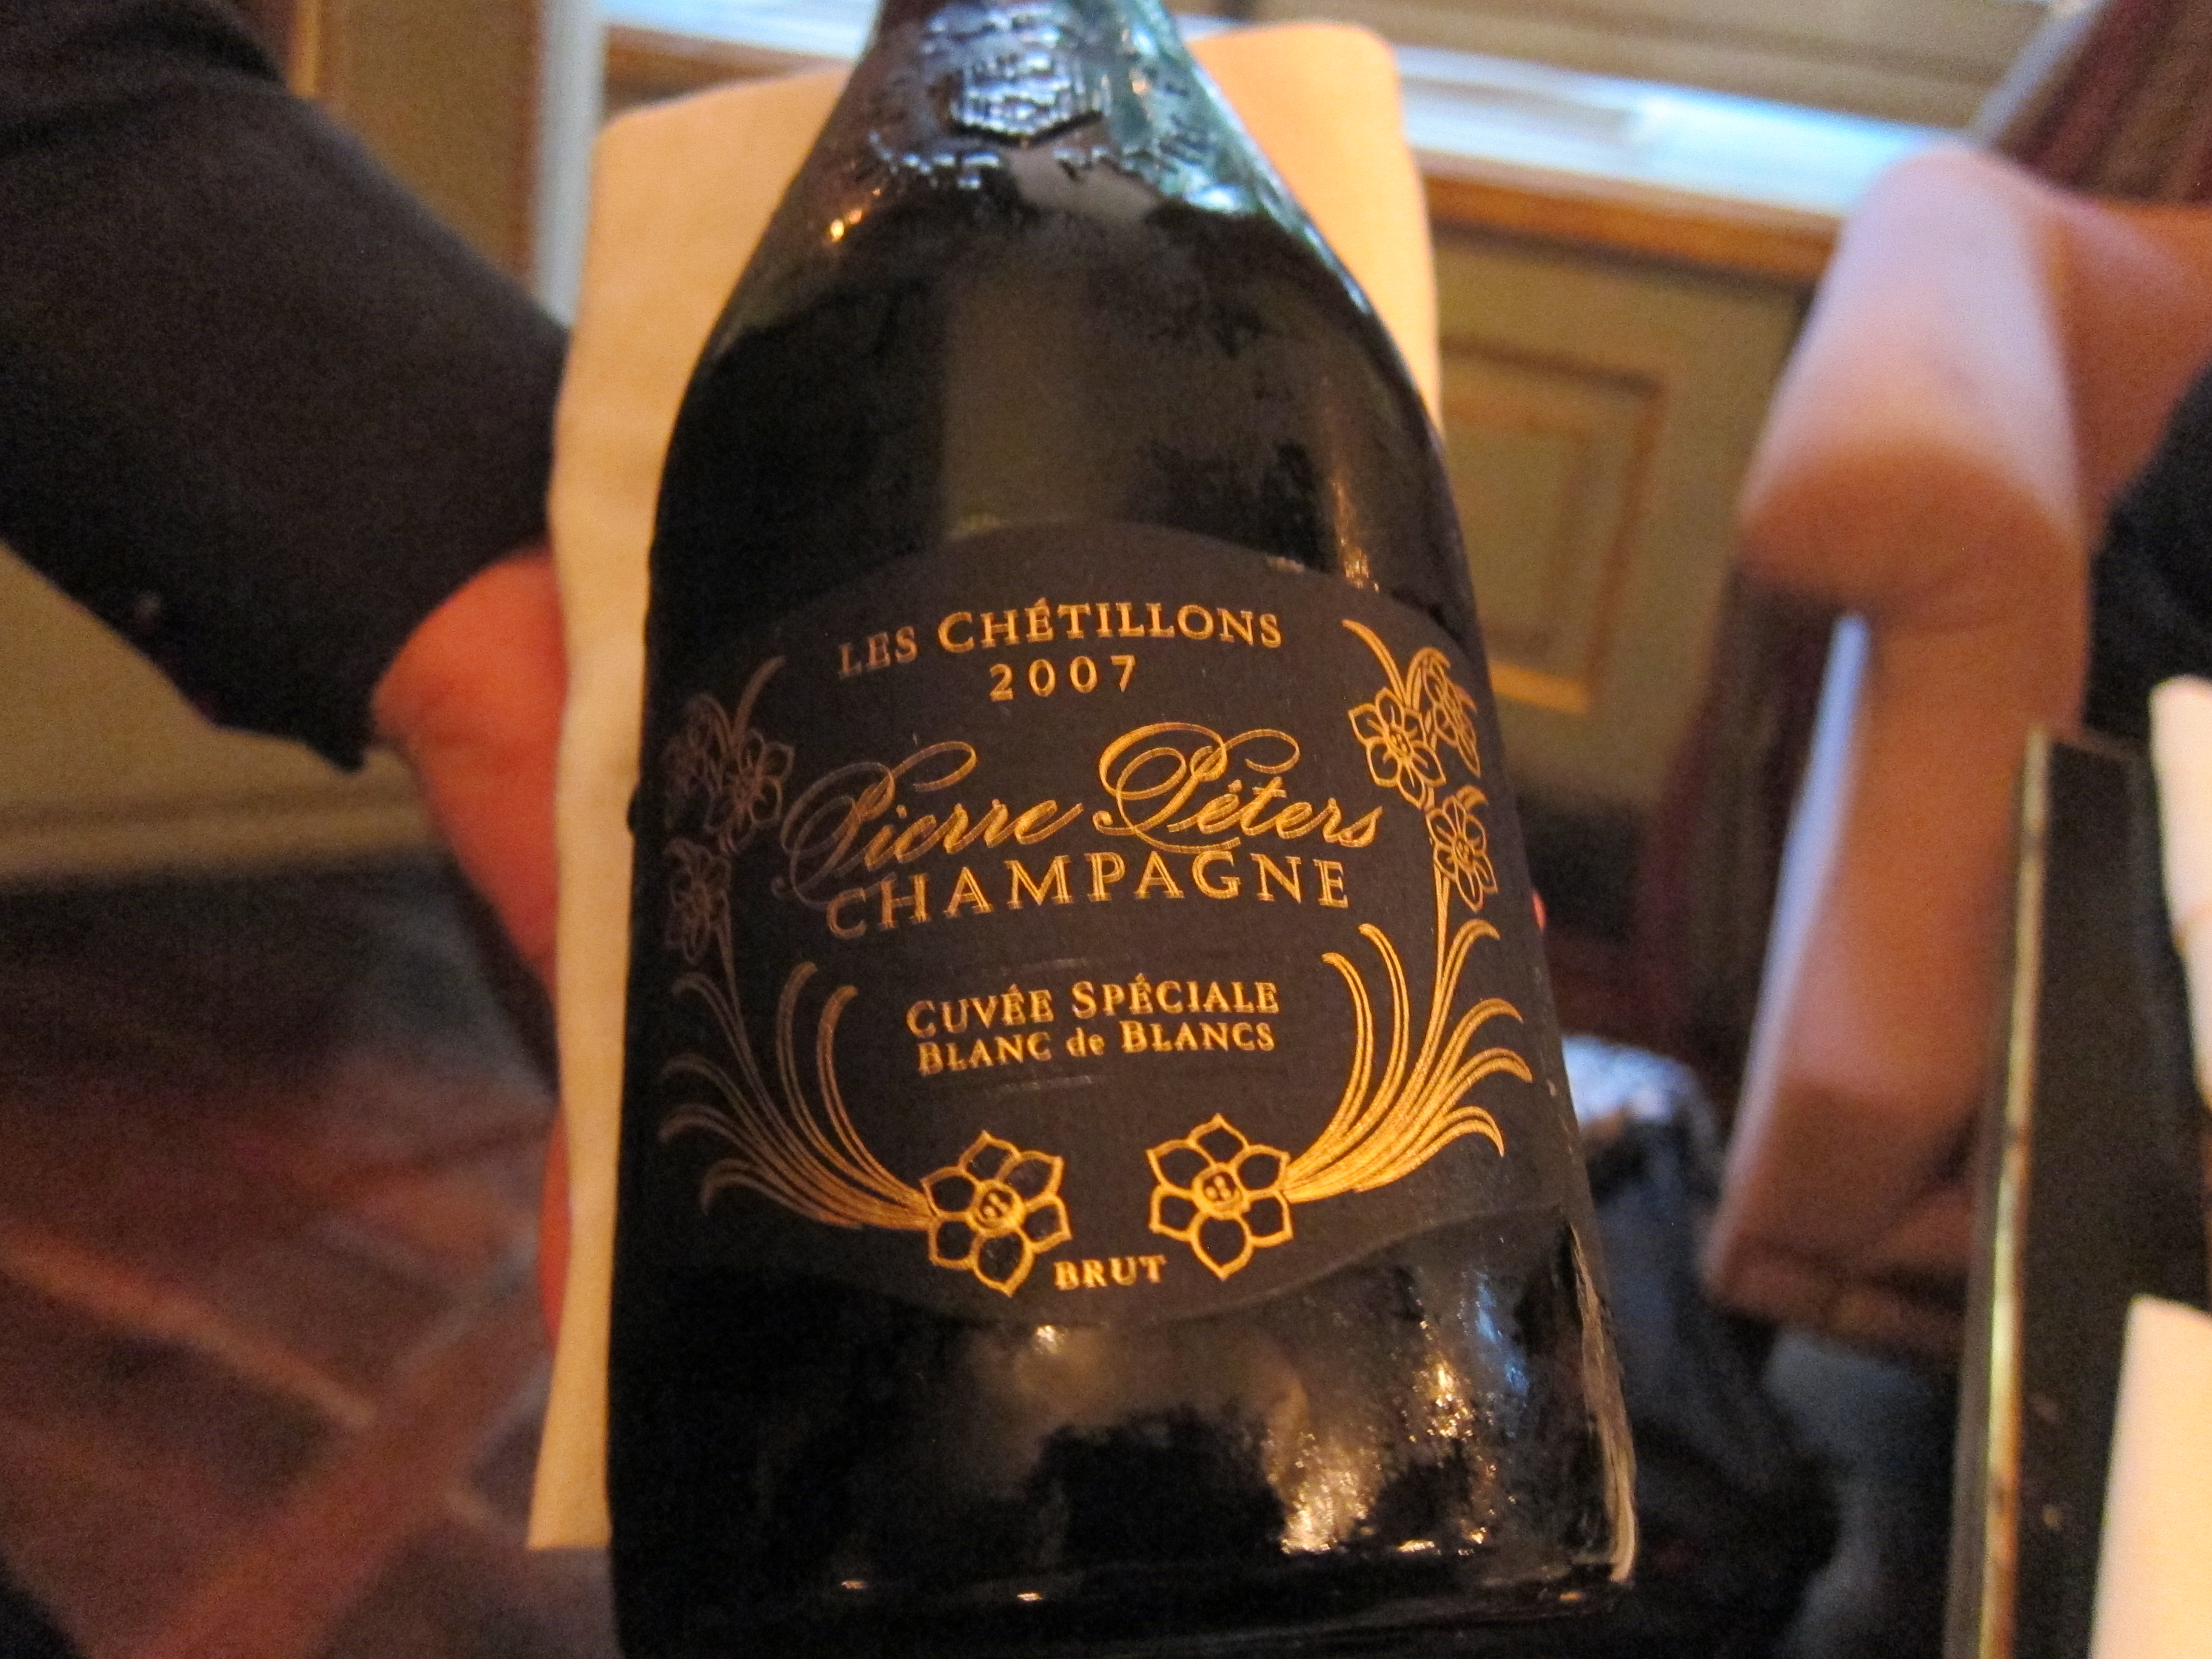 LES CHÉTILLONS
2007
Pierre Péters
CHAMPAGNE
CUVÉE SPÉCIALE
BLANC de BLANCS
BRUT